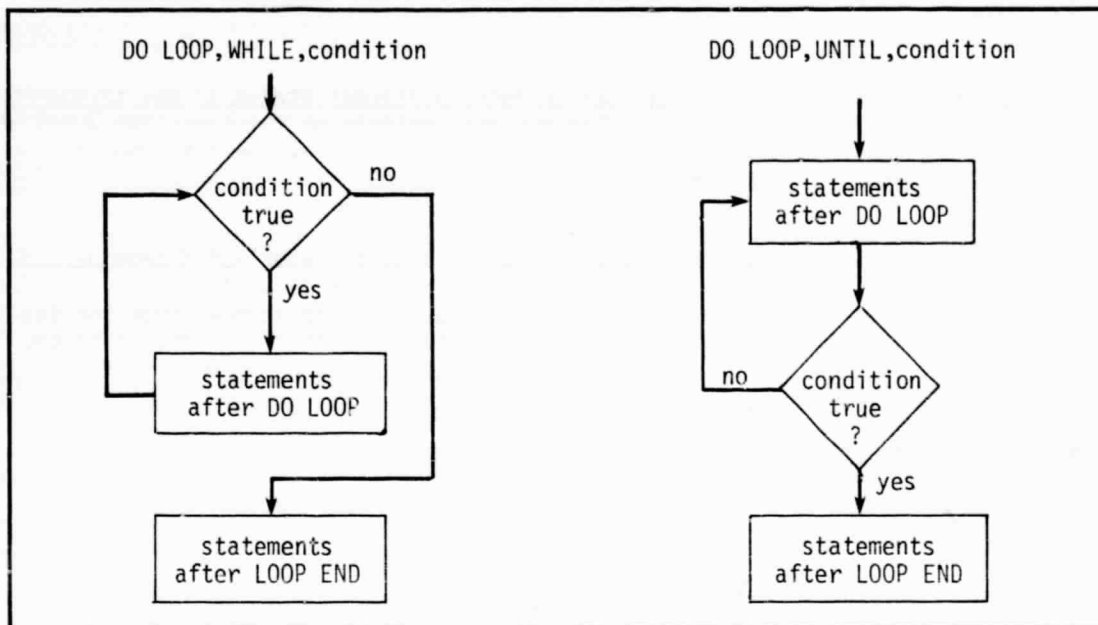 DO LOOP,WHILE,condition
condition
true
?
no
yes
statements
after DO LOOP
statements
after LOOP END
DO LOOP,UNTIL,condition
statements
after DO LOOP
condition
true
?
no
yes
statements
after LOOP END